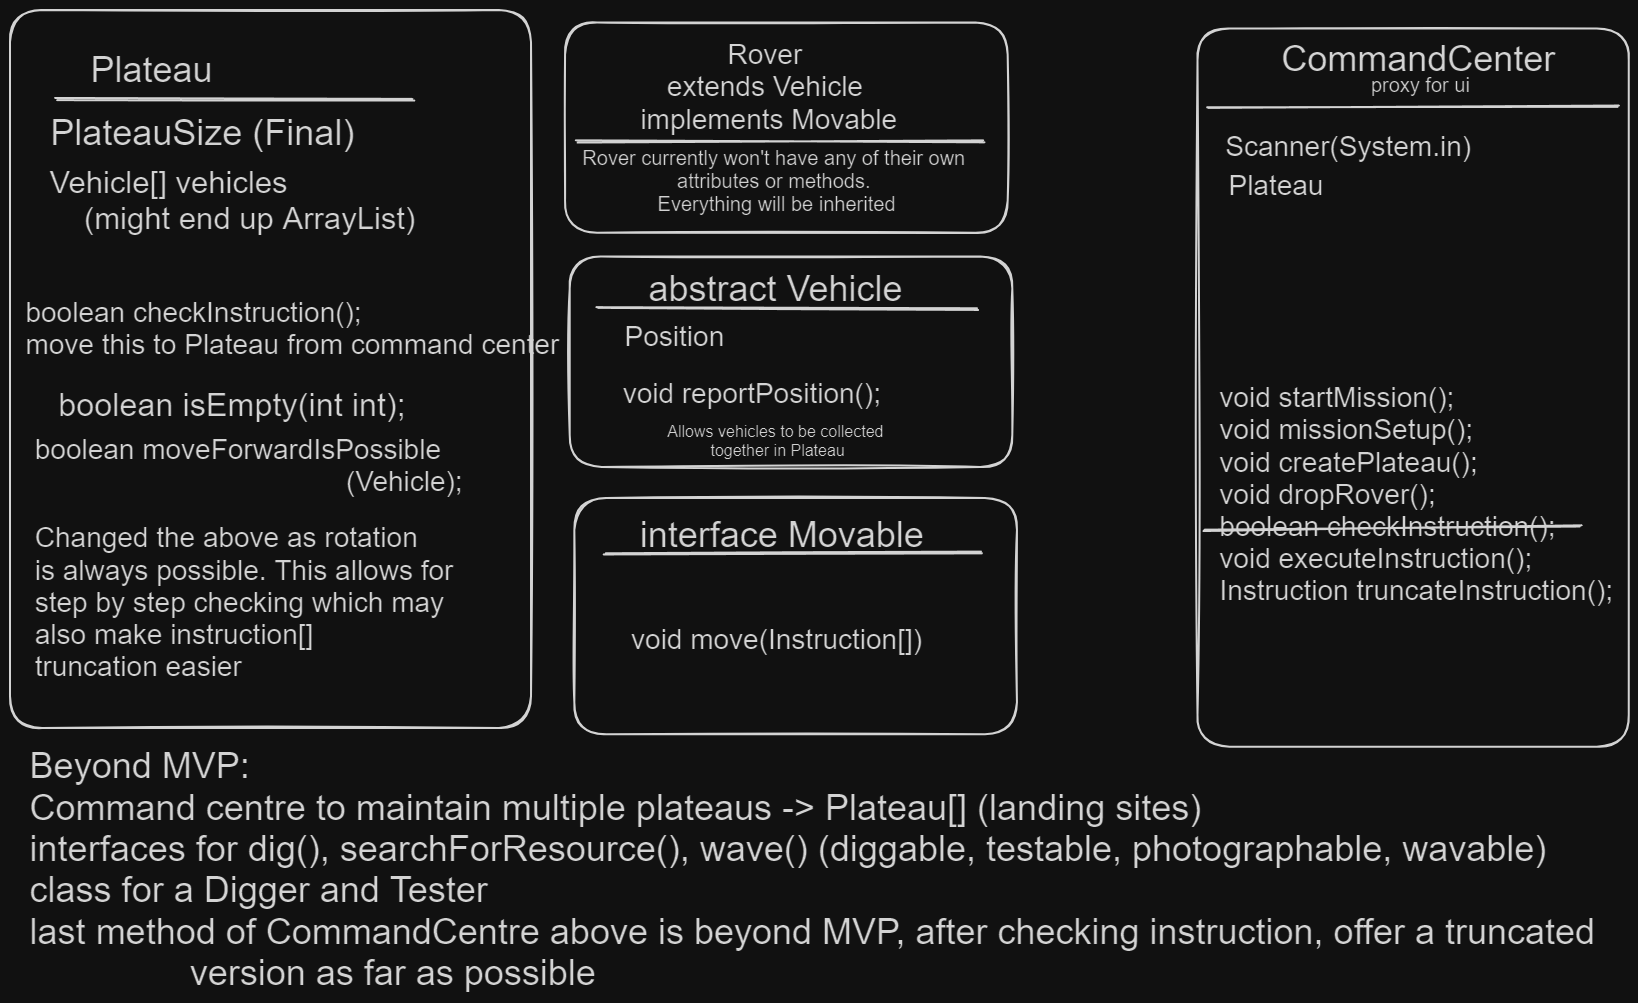 Plateau
PlateauSize (Final)
Vehicle[] vehicles
(might end up ArrayList)
boolean checkInstruction();
move this to Plateau from command center
boolean isEmpty(int int);
boolean moveForwardIsPossible
(Vehicle);
Changed the above as rotation
is always possible. This allows for
step by step checking which may
also make instruction[]
truncation easier
Rover
extends Vehicle
implements Movable
Rover currently won't have any of their own
attributes or methods.
Everything will be inherited
abstract Vehicle
Position
void reportPosition();
Allows vehicles to be collected
together in Plateau
interface Movable
void move(Instruction[])
CommandCenter
proxy for ui
Scanner(System.in)
Plateau
void startMission();
void missionSetup();
void createPlateau();
void dropRover();
boolean checkInstruction();
void executeInstruction();
Instruction truncateInstruction();
Beyond MVP:
Command centre to maintain multiple plateaus -> Plateau[] (landing sites)
interfaces for dig(), searchForResource(), wave() (diggable, testable, photographable, wavable)
class for a Digger and Tester
last method of CommandCentre above is beyond MVP, after checking instruction, offer a truncated
version as far as possible